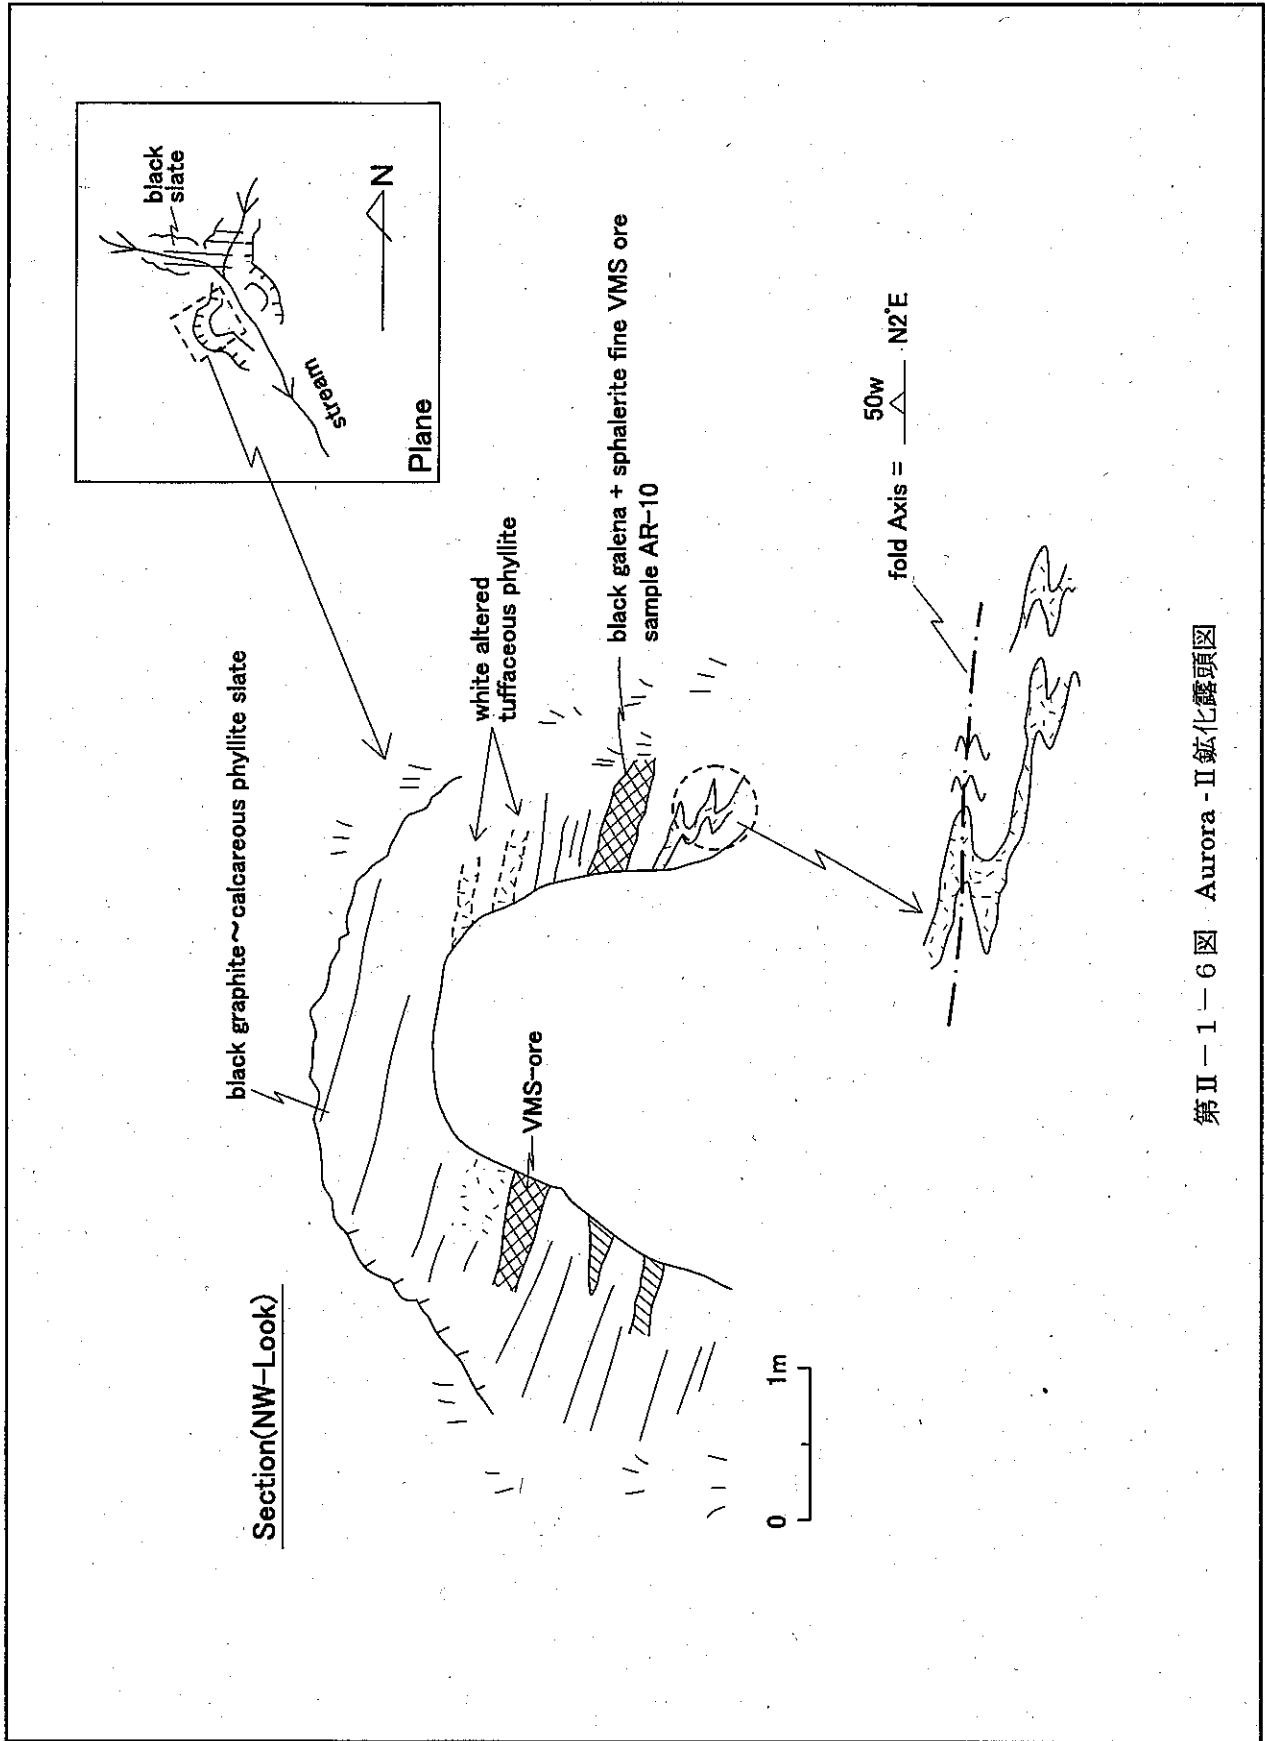 Section(NW-Look)
black graphite~calcareous phyllite slate
Plane
black
slate
stream
N
white altered
tuffaceous phyllite
VMS-ore
black galena + sphalerite fine VMS ore
sample AR-10
0
1m
fold Axis =
50w
N2°E
第II-1-6図 Aurora-II鉱化露頭図